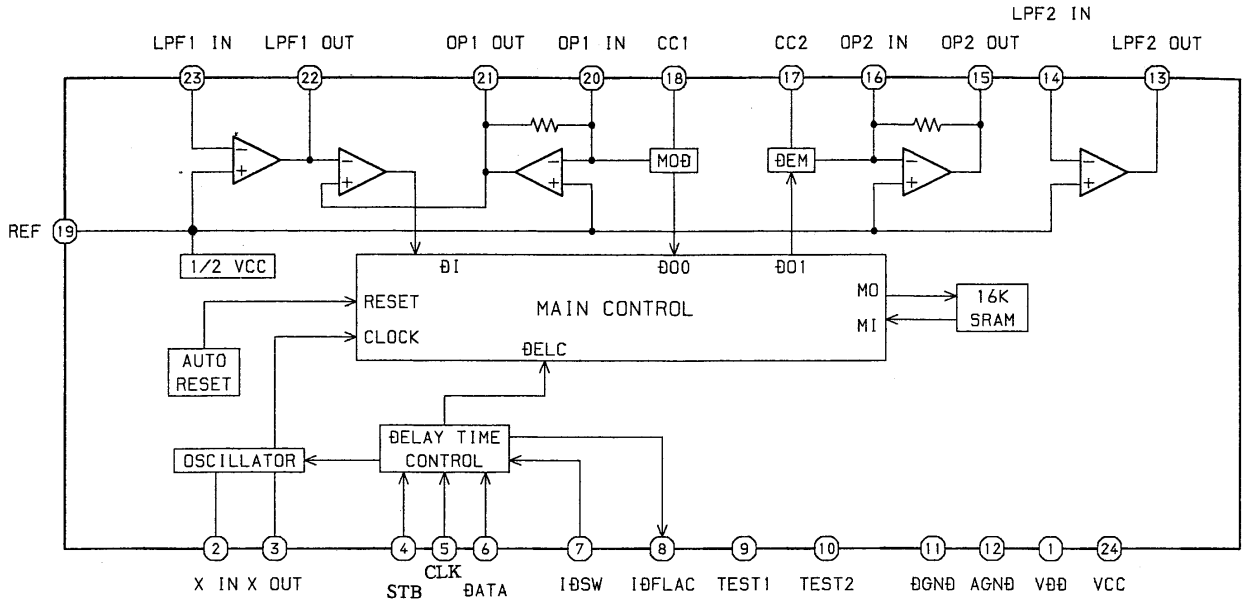 LPF2 IN
LPF1 IN LPF1 OUT OP1 OUT OP1 IN CC1 CC2 OP2 IN OP2 OUT LPF2 OUT
23 22 21 20 18 17 16 15 14 13
− + − + − + MOD DEM − + − +
REF 19
1/2 VCC
DI DO0 DO1
RESET
MAIN CONTROL
MO
MI
16K
SRAM
CLOCK
DELC
AUTO
RESET
DELAY TIME
CONTROL
OSCILLATOR
2 3 4 5 6 7 8 9 10 11 12 1 24
X IN X OUT STB CLK DATA IDSW IDFLAC TEST1 TEST2 DGND AGND VDD VCC